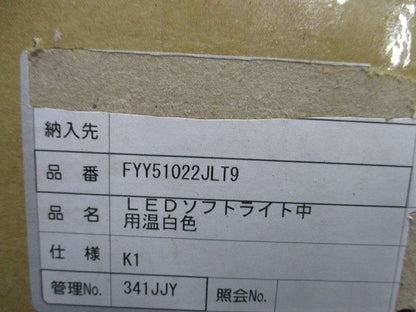 納入先
品 番 FYY51022JLT9
品 名 LEDソフトライト中
用温白色
仕 様 K1
管理No. 341JJY 照会No.